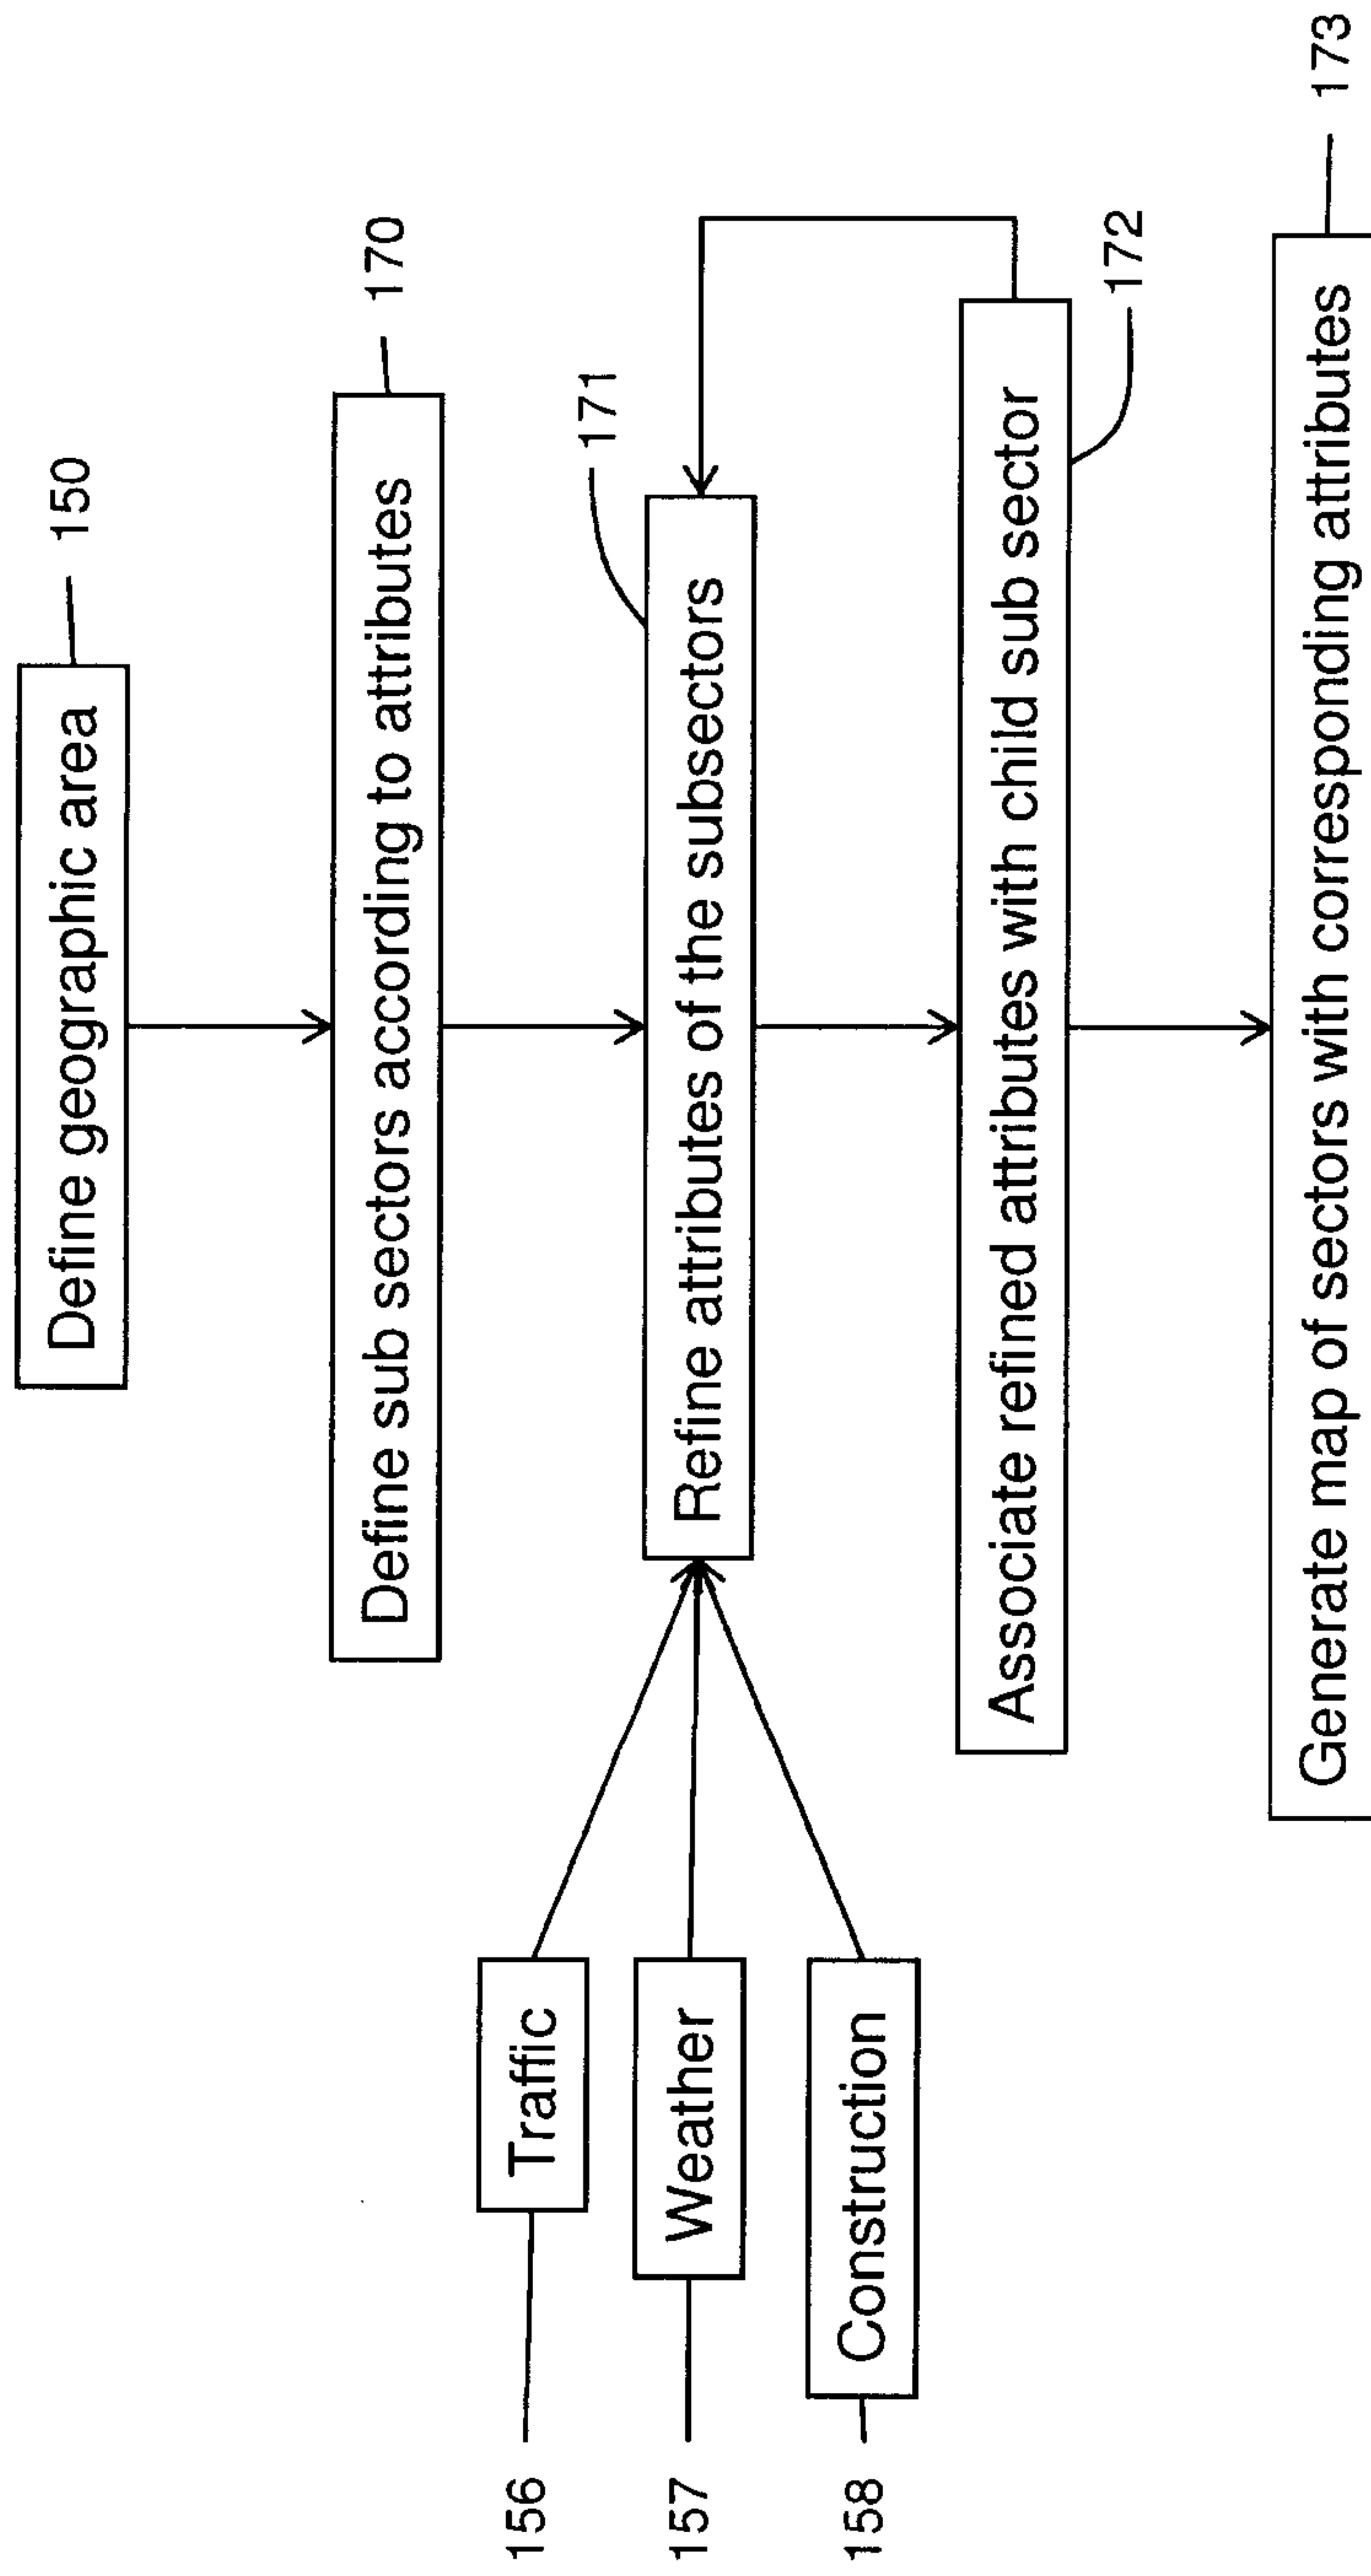 Define geographic area
150
Define sub sectors according to attributes
170
Traffic
156
Weather
157
Construction
158
Refine attributes of the subsectors
171
Associate refined attributes with child sub sector
172
Generate map of sectors with corresponding attributes
173